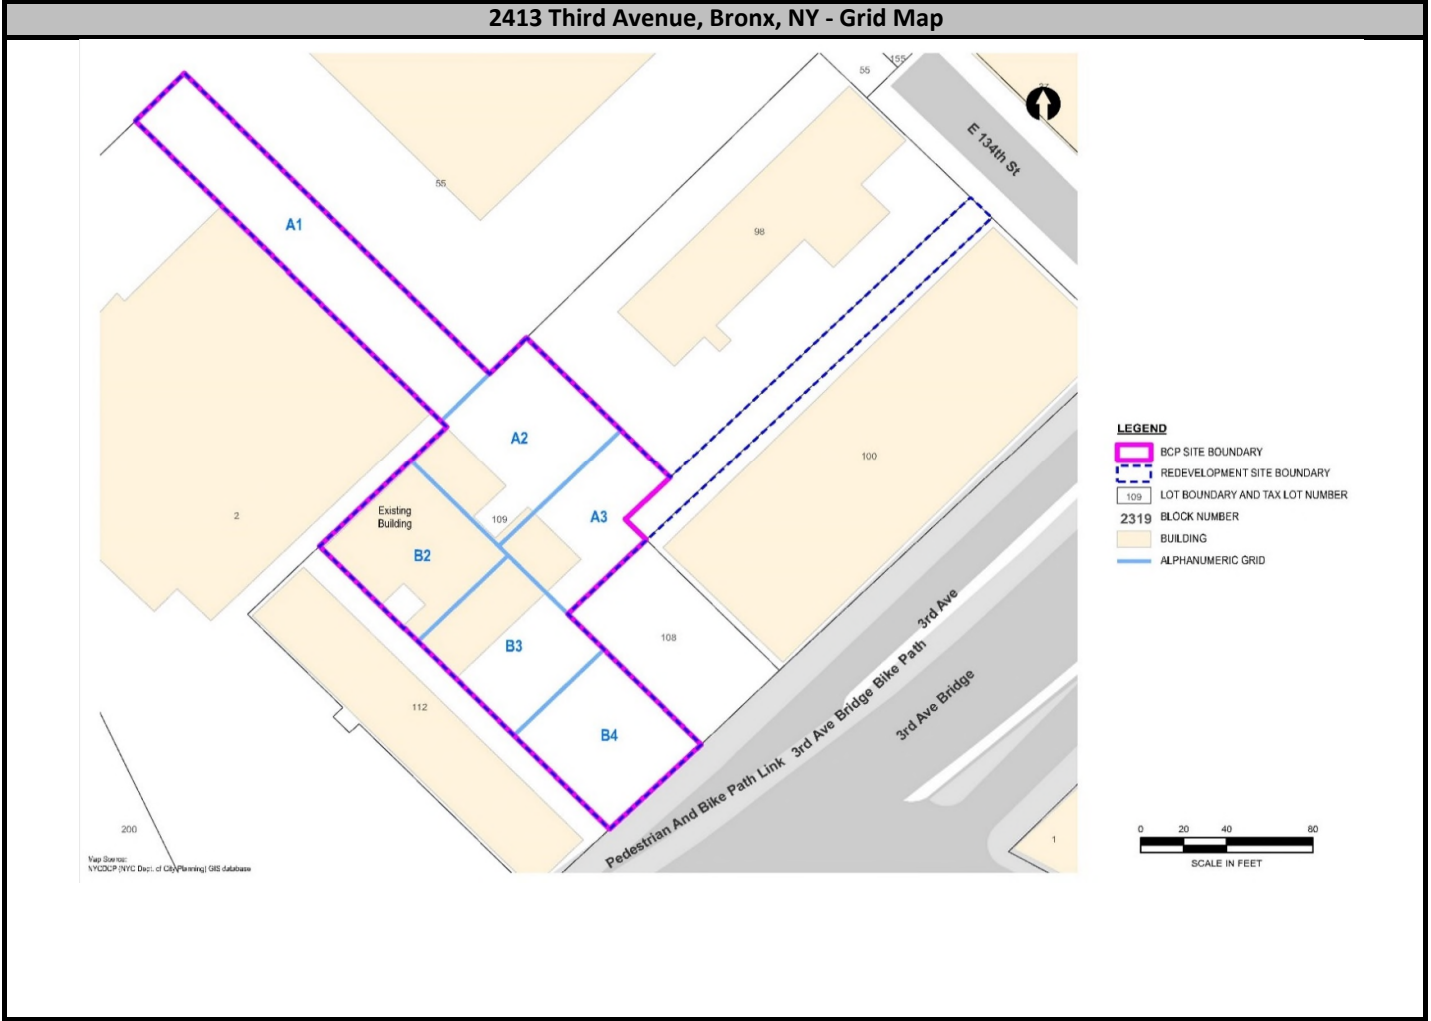 2413 Third Avenue, Bronx, NY - Grid Map
155
55
E 134th St
55
A1
98
A2
100
LEGEND
BCP SITE BOUNDARY
REDEVELOPMENT SITE BOUNDARY
109 LOT BOUNDARY AND TAX LOT NUMBER
2319 BLOCK NUMBER
BUILDING
ALPHANUMERIC GRID
2
Existing
Building
109
A3
B2
3rd Ave
B3
108
3rd Ave Bridge Bike Path
3rd Ave Bridge
112
B4
Pedestrian And Bike Path Link
200
1
0 20 40 80
SCALE IN FEET
Map Source:
NYCDCP (NYC Dept. of City Planning) GIS database